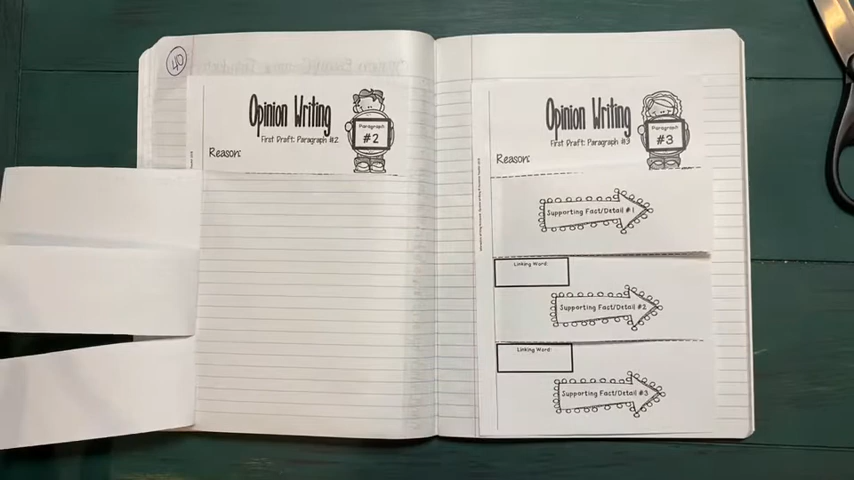 40
Opinion Writing
First Draft: Paragraph #2
Paragraph
#2
Reason:
Opinion Writing
First Draft: Paragraph #3
Paragraph
#3
Reason:
Supporting Fact/Detail #1
Linking Word:
Supporting Fact/Detail #2
Linking Word:
Supporting Fact/Detail #3